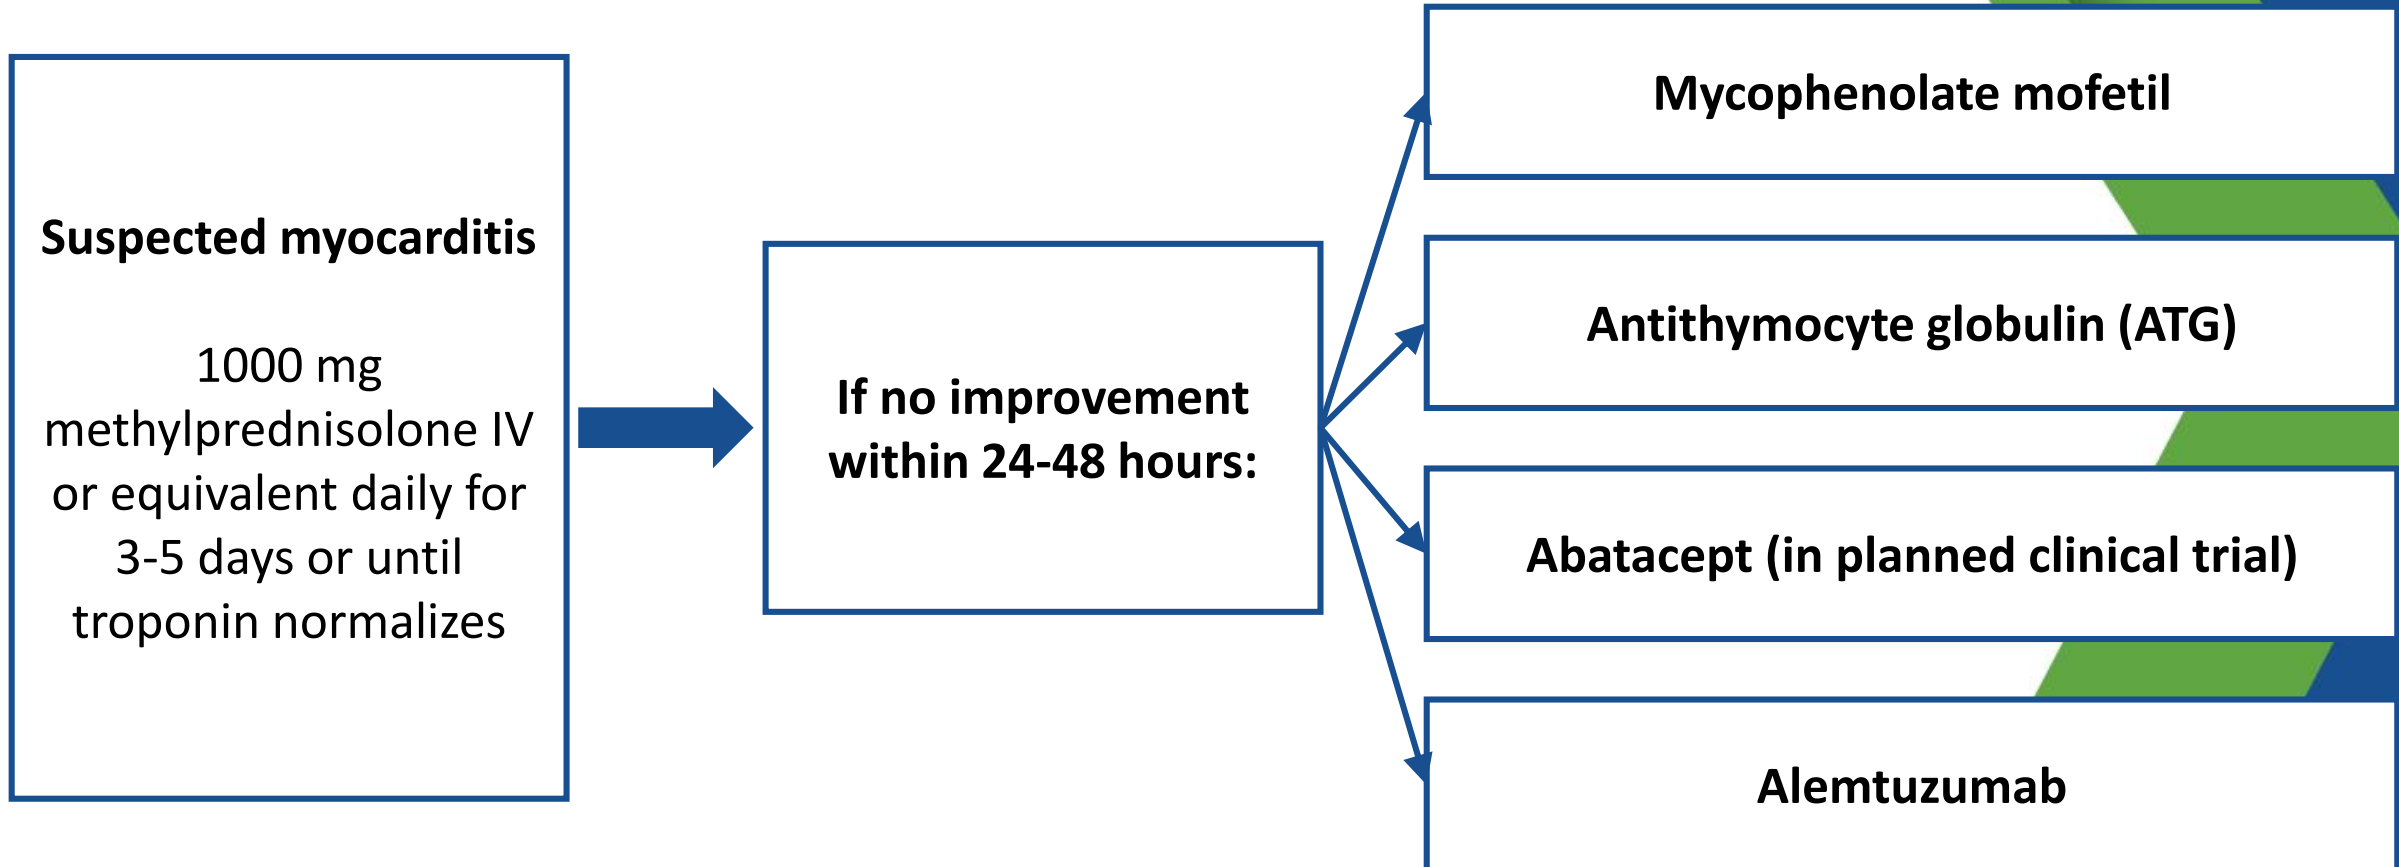 Suspected myocarditis
1000 mg
methylprednisolone IV
or equivalent daily for
3-5 days or until
troponin normalizes
If no improvement
within 24-48 hours:
Mycophenolate mofetil
Antithymocyte globulin (ATG)
Abatacept (in planned clinical trial)
Alemtuzumab